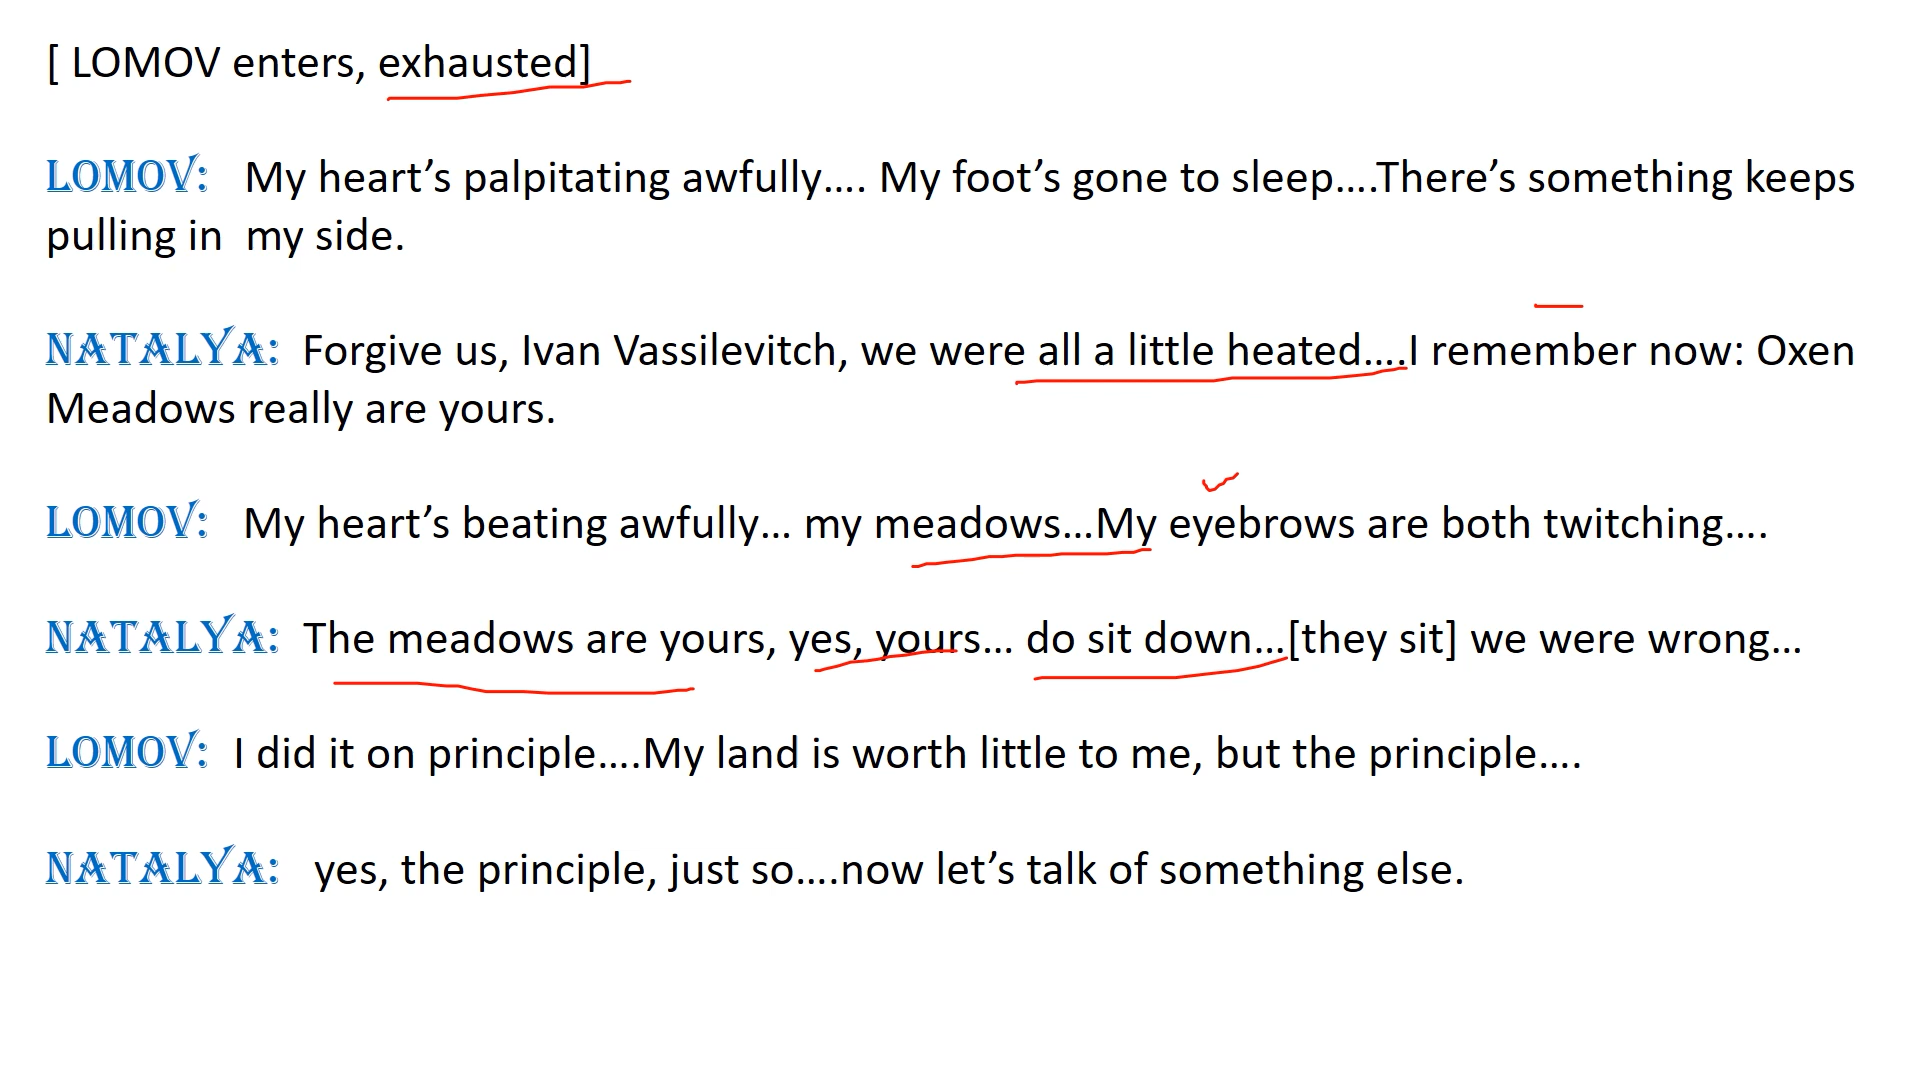 [ LOMOV enters, exhausted]
LOMOV: My heart’s palpitating awfully…. My foot’s gone to sleep….There’s something keeps
pulling in my side.
NATALYA: Forgive us, Ivan Vassilevitch, we were all a little heated….I remember now: Oxen
Meadows really are yours.
LOMOV: My heart’s beating awfully… my meadows…My eyebrows are both twitching….
NATALYA: The meadows are yours, yes, yours… do sit down…[they sit] we were wrong…
LOMOV: I did it on principle….My land is worth little to me, but the principle….
NATALYA: yes, the principle, just so….now let’s talk of something else.